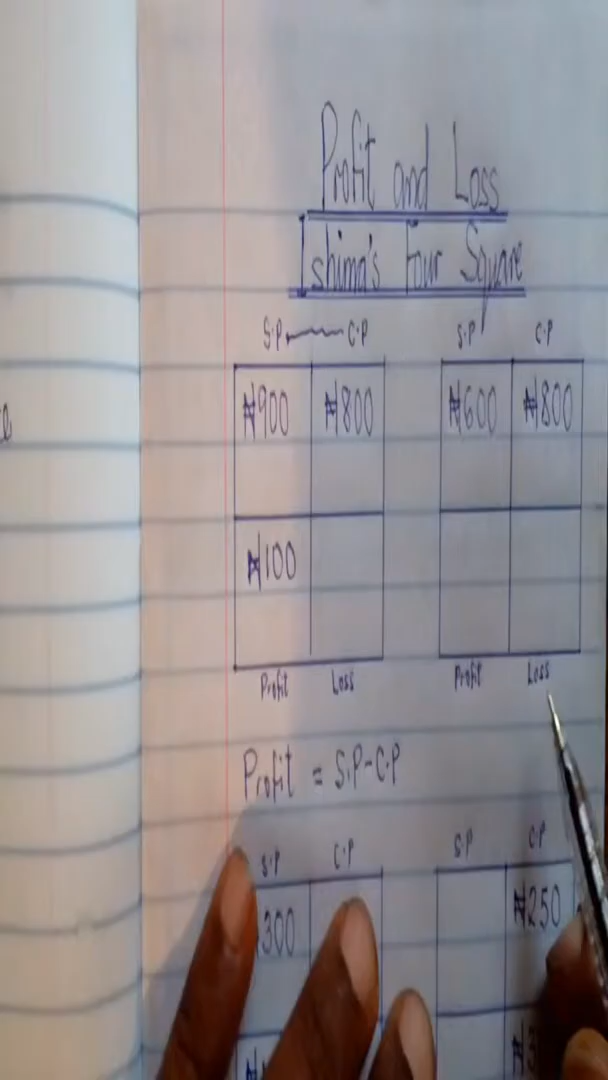 Profit and Loss
Ishima's Four Square
S.P C.P S.P C.P
₦900 ₦800 ₦600 ₦800
₦100
Profit Loss Profit Loss
Profit = S.P-C.P
S.P C.P S.P C.P
300 ₦250